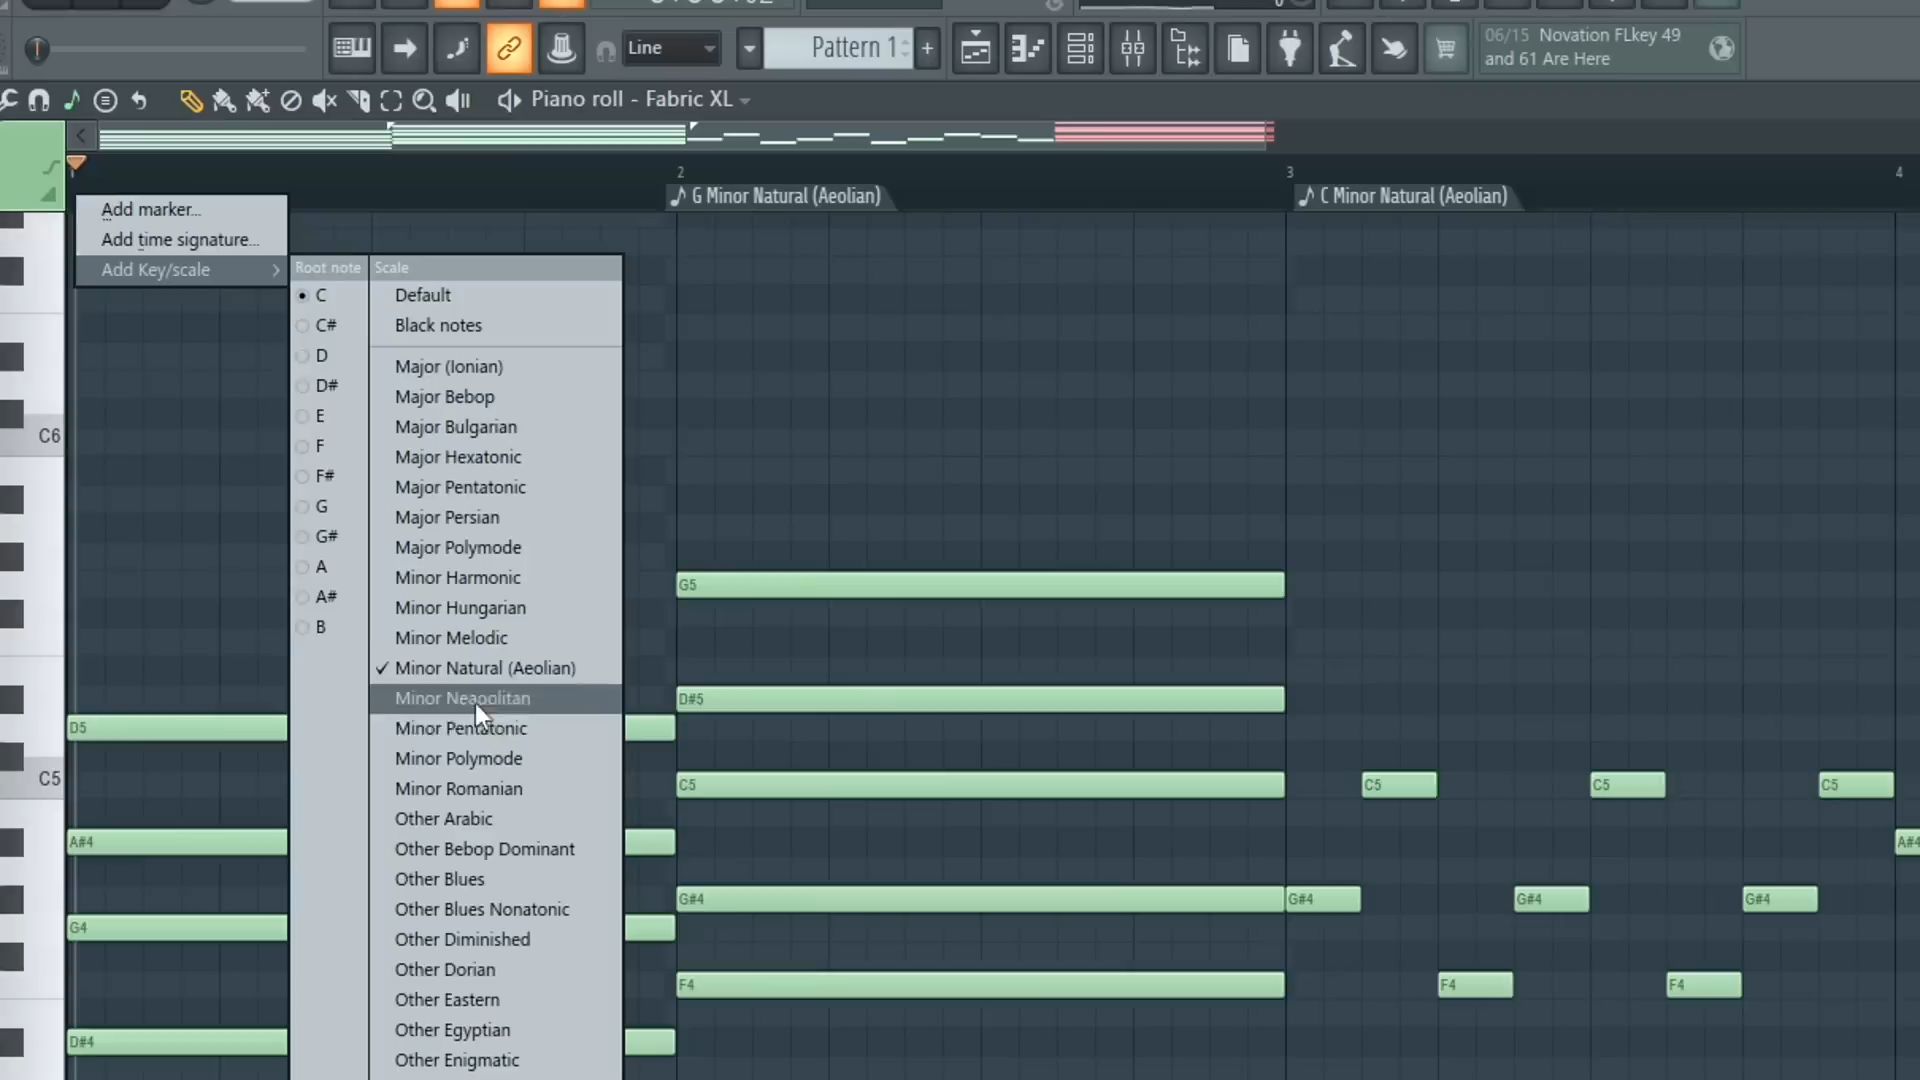 Line
Pattern 1
+
06/15 Novation FLkey 49
and 61 Are Here
Piano roll - Fabric XL
2
3
4
G Minor Natural (Aeolian)
C Minor Natural (Aeolian)
Add marker...
Add time signature...
Add Key/scale
Root note
Scale
C
C#
D
D#
E
F
F#
G
G#
A
A#
B
Default
Black notes
Major (Ionian)
Major Bebop
Major Bulgarian
Major Hexatonic
Major Pentatonic
Major Persian
Major Polymode
Minor Harmonic
Minor Hungarian
Minor Melodic
Minor Natural (Aeolian)
Minor Neapolitan
Minor Pentatonic
Minor Polymode
Minor Romanian
Other Arabic
Other Bebop Dominant
Other Blues
Other Blues Nonatonic
Other Diminished
Other Dorian
Other Eastern
Other Egyptian
Other Enigmatic
C6
C5
D5
A#4
G4
D#4
G5
D#5
C5
G#4
F4
C5
C5
C5
G#4
G#4
G#4
F4
F4
A#4